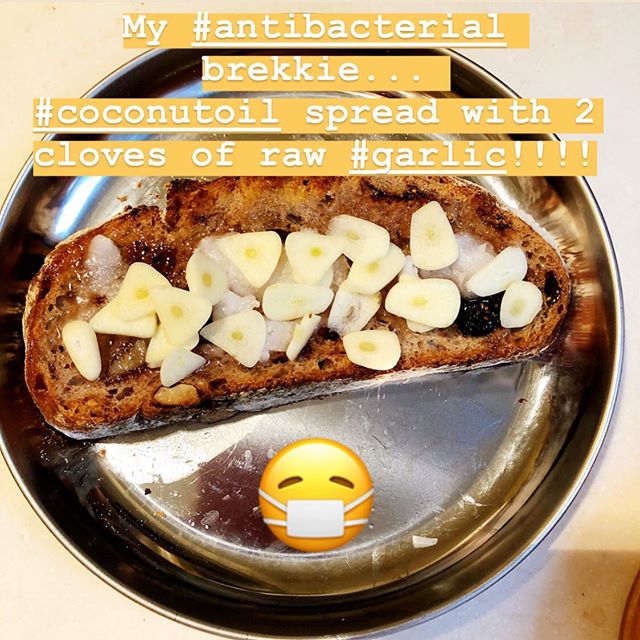 My #antibacterial
brekkie...
#coconutoil spread with 2
cloves of raw #garlic!!!!